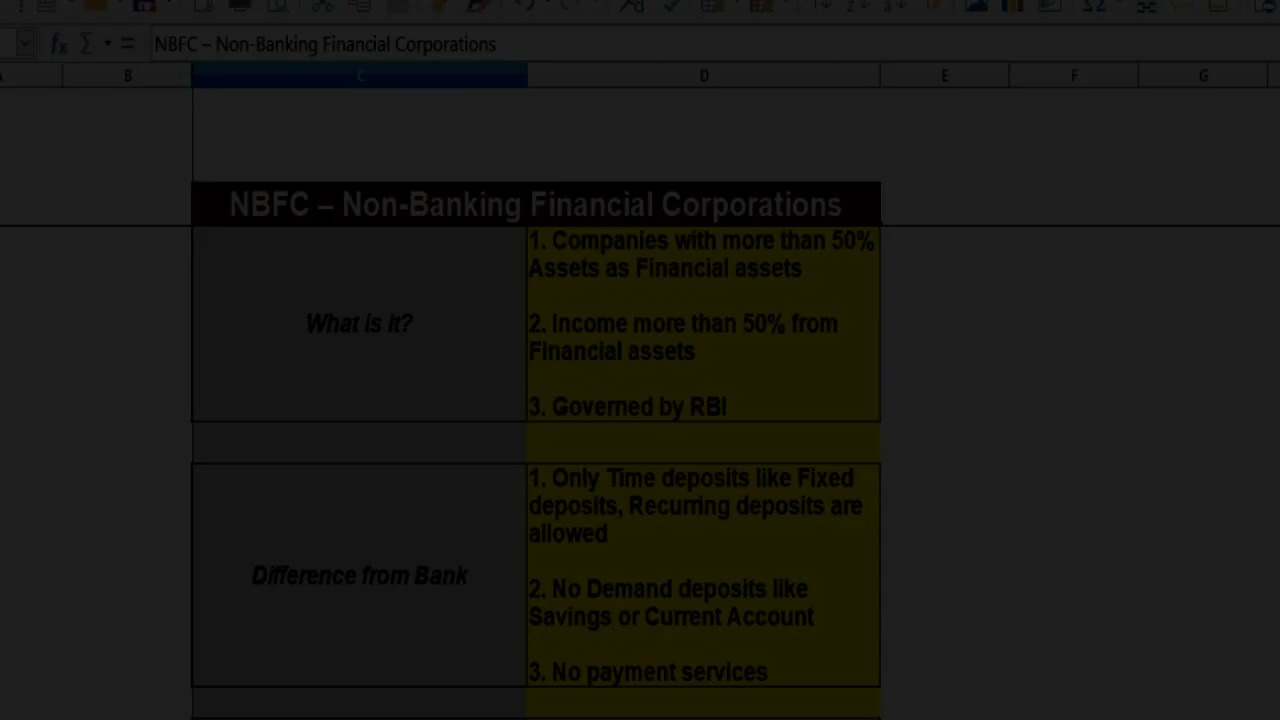 NBFC – Non-Banking Financial Corporations
A
B
C
D
E
F
G
NBFC – Non-Banking Financial Corporations
What is it?
1. Companies with more than 50%
Assets as Financial assets
2. Income more than 50% from
Financial assets
3. Governed by RBI
Difference from Bank
1. Only Time deposits like Fixed
deposits, Recurring deposits are
allowed
2. No Demand deposits like
Savings or Current Account
3. No payment services